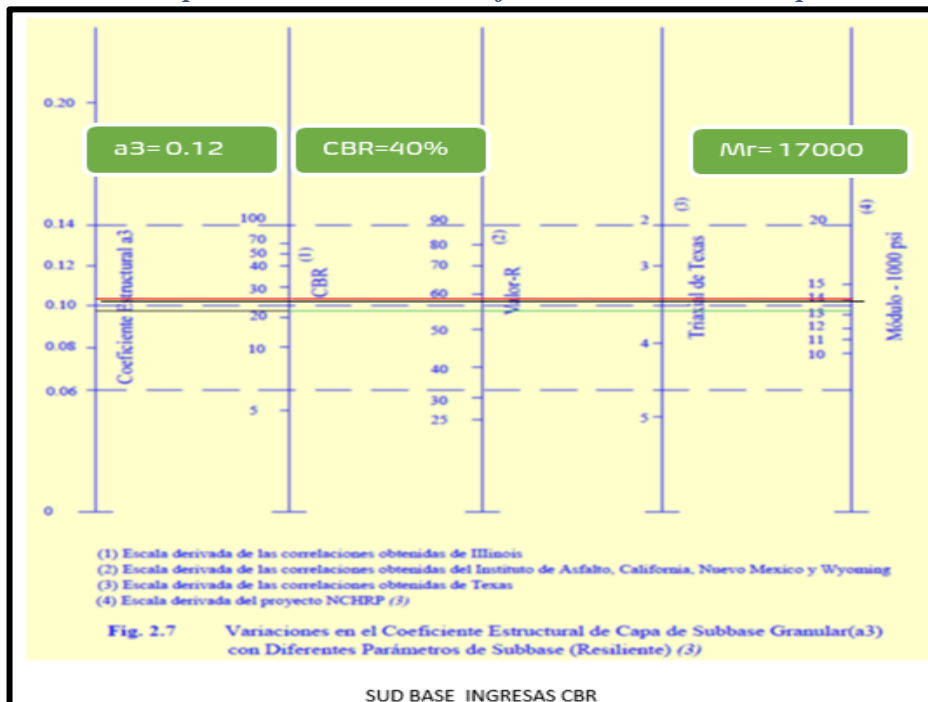 a3= 0.12
CBR=40%
Mr= 17000
0.20
0.14
0.12
0.10
0.08
0.06
0
Coeficiente Estructural a3
100
70
50
40
30
20
10
5
(1)
CBR
90
80
70
60
50
40
30
25
(2)
Valor-R
2
3
4
5
(3)
Triaxial de Texas
20
15
14
13
12
11
10
(4)
Módulo - 1000 psi
(1) Escala derivada de las correlaciones obtenidas de Illinois
(2) Escala derivada de las correlaciones obtenidas del Instituto de Asfalto, California, Nuevo Mexico y Wyoming
(3) Escala derivada de las correlaciones obtenidas de Texas
(4) Escala derivada del proyecto NCHRP (3)
Fig. 2.7 Variaciones en el Coeficiente Estructural de Capa de Subbase Granular(a3)
con Diferentes Parámetros de Subbase (Resiliente) (3)
SUD BASE INGRESAS CBR